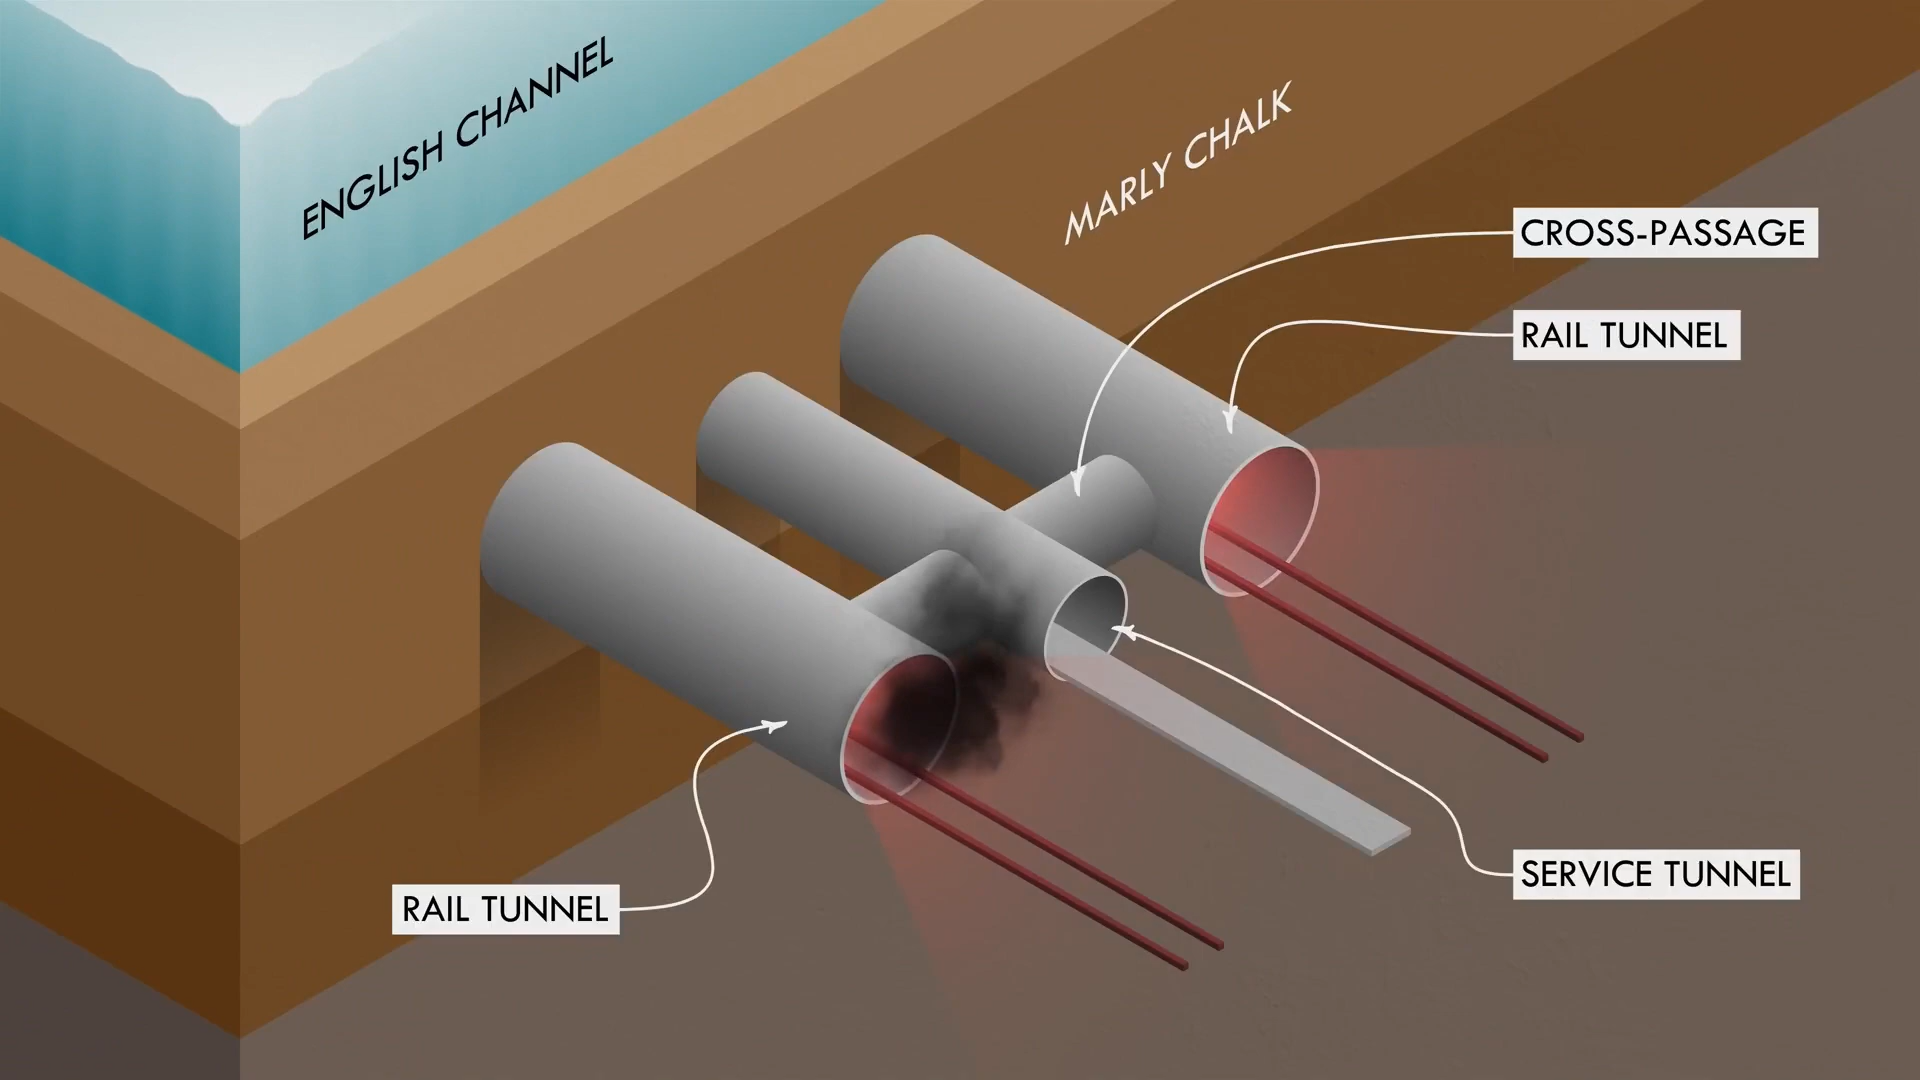 ENGLISH CHANNEL
MARLY CHALK
CROSS-PASSAGE
RAIL TUNNEL
SERVICE TUNNEL
RAIL TUNNEL